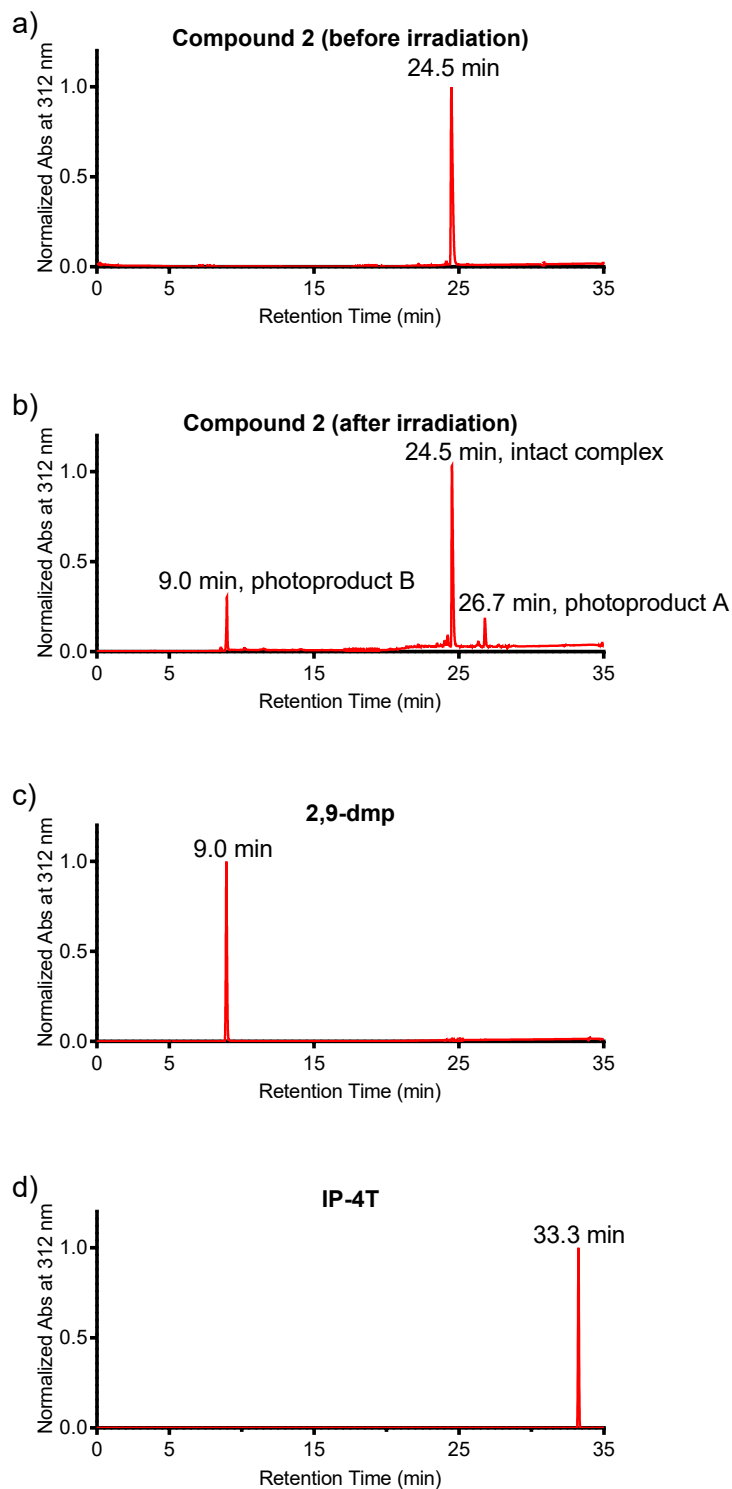 a)
Compound 2 (before irradiation)
24.5 min
Normalized Abs at 312 nm
1.0
0.5
0.0
0 5 15 25 35
Retention Time (min)
b)
Compound 2 (after irradiation)
24.5 min, intact complex
9.0 min, photoproduct B
26.7 min, photoproduct A
Normalized Abs at 312 nm
1.0
0.5
0.0
0 5 15 25 35
Retention Time (min)
c)
2,9-dmp
9.0 min
Normalized Abs at 312 nm
1.0
0.5
0.0
0 5 15 25 35
Retention Time (min)
d)
IP-4T
33.3 min
Normalized Abs at 312 nm
1.0
0.5
0.0
0 5 15 25 35
Retention Time (min)